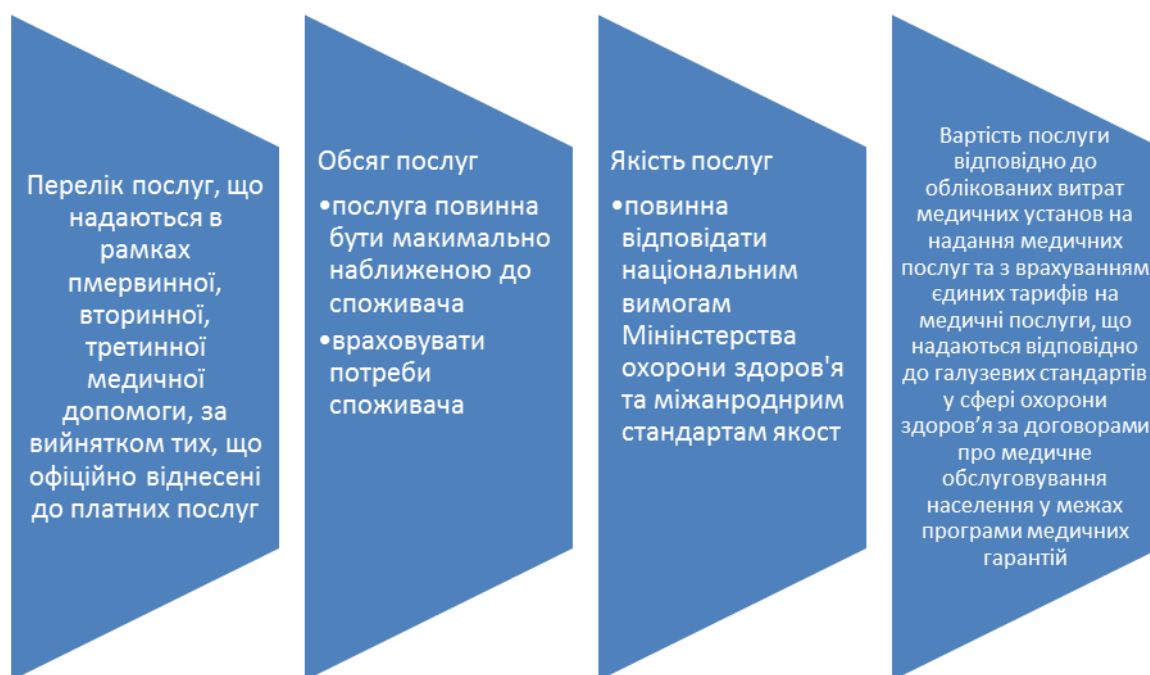 Перелік послуг, що
надаються в
рамках
пмервинної,
вторинної,
третинної
медичної
допомоги, за
вийнятком тих, що
офіційно віднесені
до платних послуг
Обсяг послуг
•послуга повинна
бути макимально
наближеною до
споживача
•враховувати
потреби
споживача
Якість послуг
•повинна
відповідати
національним
вимогам
Мінінстерства
охорони здоров'я
та міжанроднрим
стандартам якост
Вартість послуги
відповідно до
облікованих витрат
медичних установ на
надання медичних
послуг та з врахуванням
єдиних тарифів на
медичні послуги, що
надаються відповідно
до галузевих стандартів
у сфері охорони
здоров’я за договорами
про медичне
обслуговування
населення у межах
програми медичних
гарантій